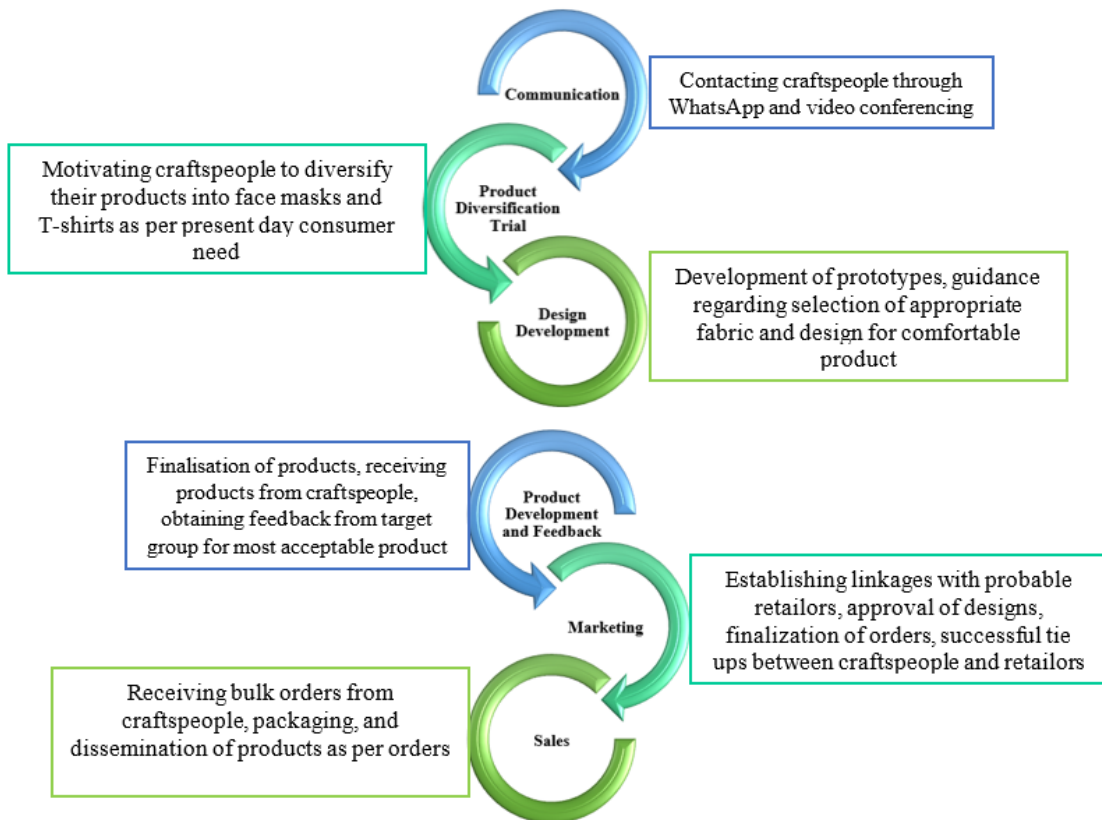 Communication
Contacting craftspeople through
WhatsApp and video conferencing
Motivating craftspeople to diversify
their products into face masks and
T-shirts as per present day consumer
need
Product
Diversification
Trial
Design
Development
Development of prototypes, guidance
regarding selection of appropriate
fabric and design for comfortable
product
Finalisation of products, receiving
products from craftspeople,
obtaining feedback from target
group for most acceptable product
Product
Development
and Feedback
Marketing
Establishing linkages with probable
retailors, approval of designs,
finalization of orders, successful tie
ups between craftspeople and retailors
Receiving bulk orders from
craftspeople, packaging, and
dissemination of products as per orders
Sales